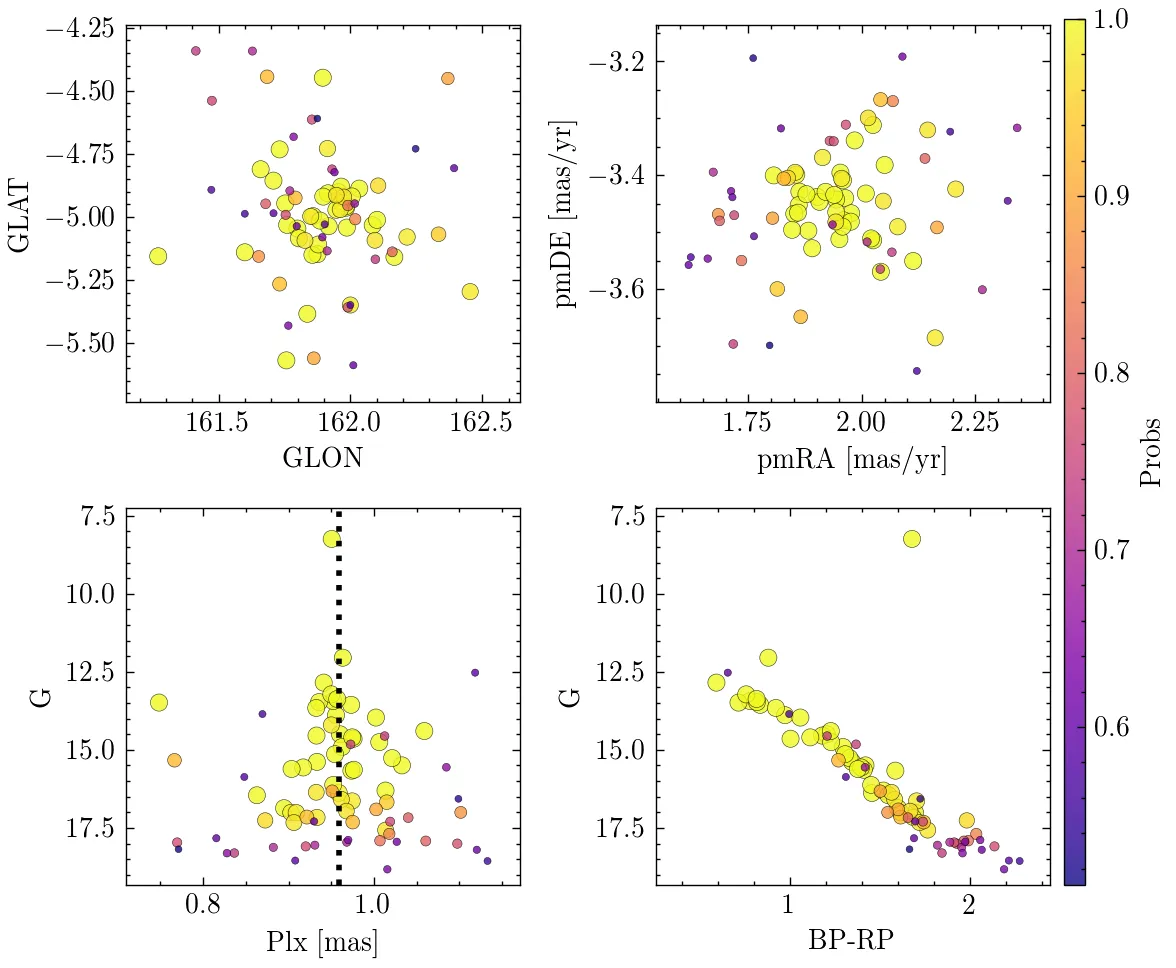 −4.25
−4.50
−4.75
−5.00
−5.25
−5.50
GLAT
161.5 162.0 162.5
GLON
−3.2
−3.4
−3.6
pmDE [mas/yr]
1.75 2.00 2.25
pmRA [mas/yr]
7.5
10.0
12.5
15.0
17.5
G
0.8 1.0
Plx [mas]
7.5
10.0
12.5
15.0
17.5
G
1 2
BP-RP
1.0
0.9
0.8
0.7
0.6
Probs